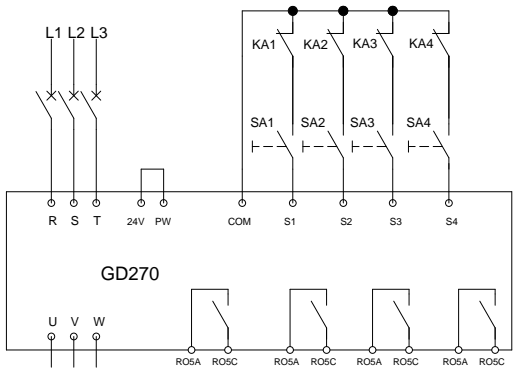 L1 L2 L3
KA1 KA2 KA3 KA4
SA1 SA2 SA3 SA4
R S T 24V PW COM S1 S2 S3 S4
GD270
U V W
RO5A RO5C RO5A RO5C RO5A RO5C RO5A RO5C